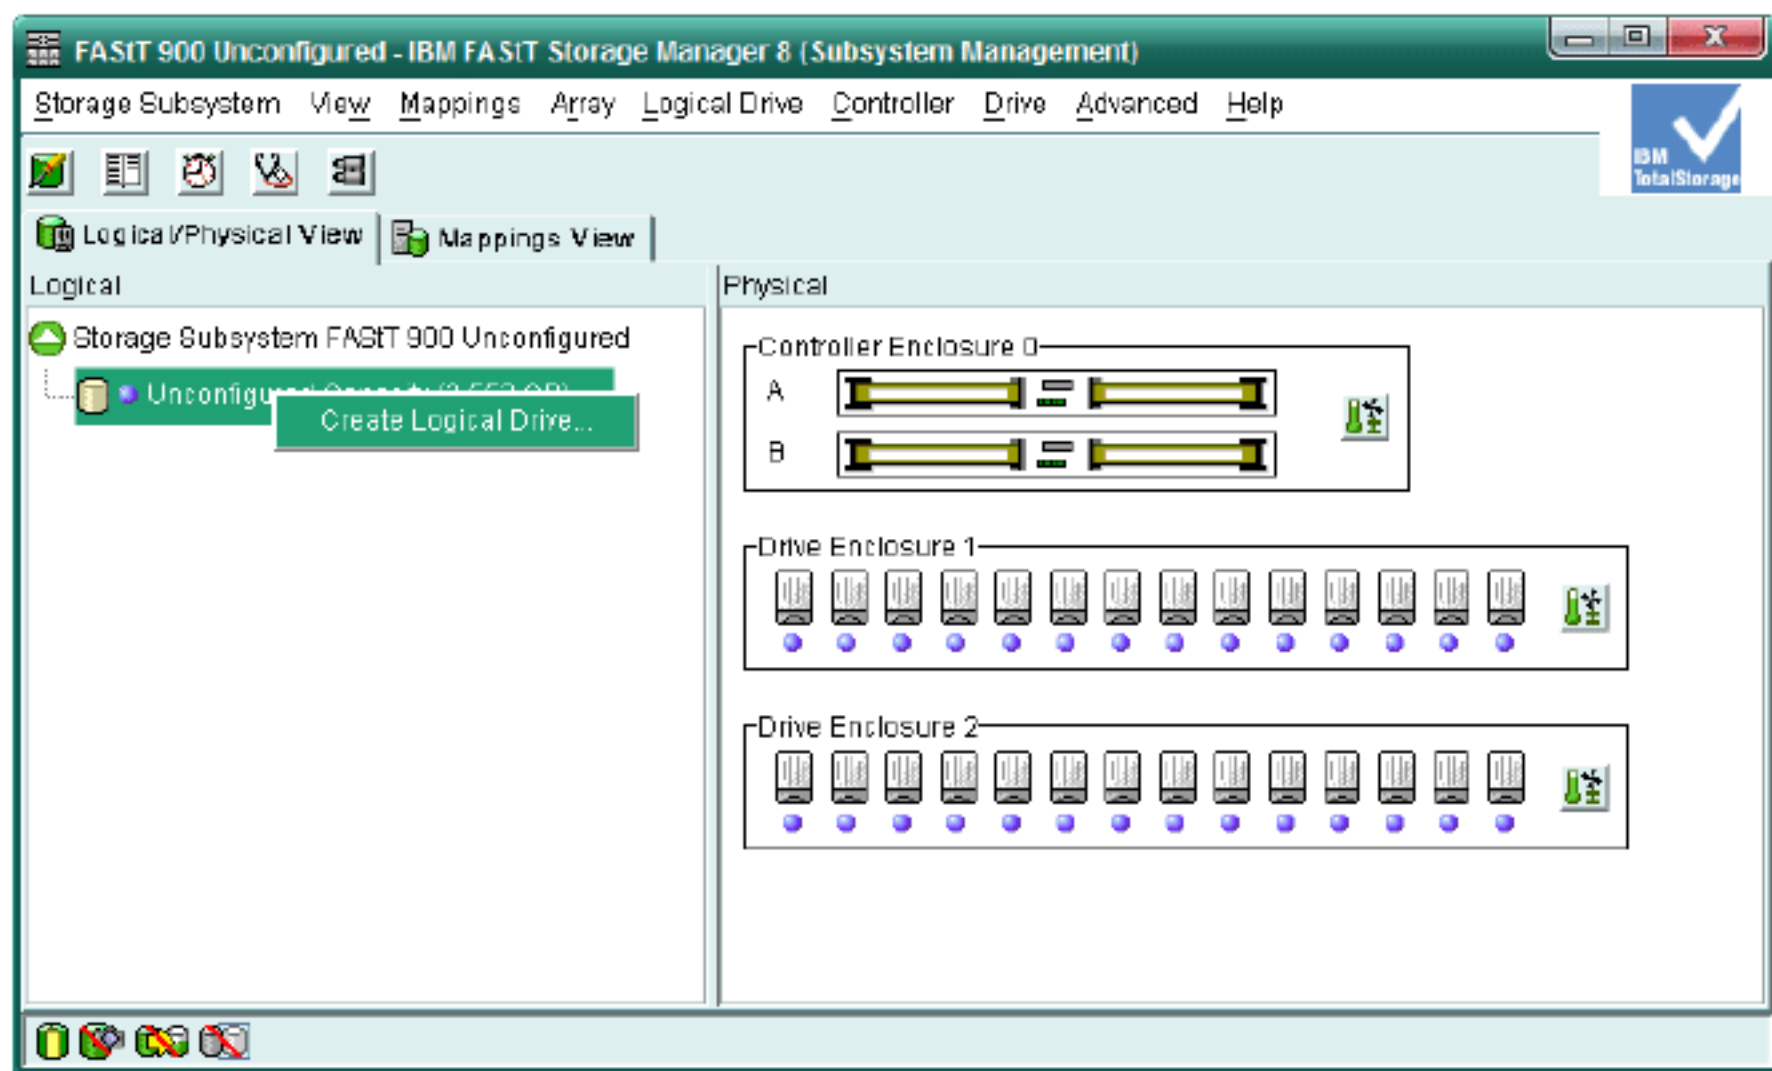 FAStT 900 Unconfigured - IBM FAStT Storage Manager 8 (Subsystem Management)
Storage Subsystem View Mappings Array Logical Drive Controller Drive Advanced Help
IBM
TotalStorage
Logical/Physical View Mappings View
Logical
Physical
Storage Subsystem FAStT 900 Unconfigured
Create Logical Drive...
Controller Enclosure 0
A
B
Drive Enclosure 1
Drive Enclosure 2